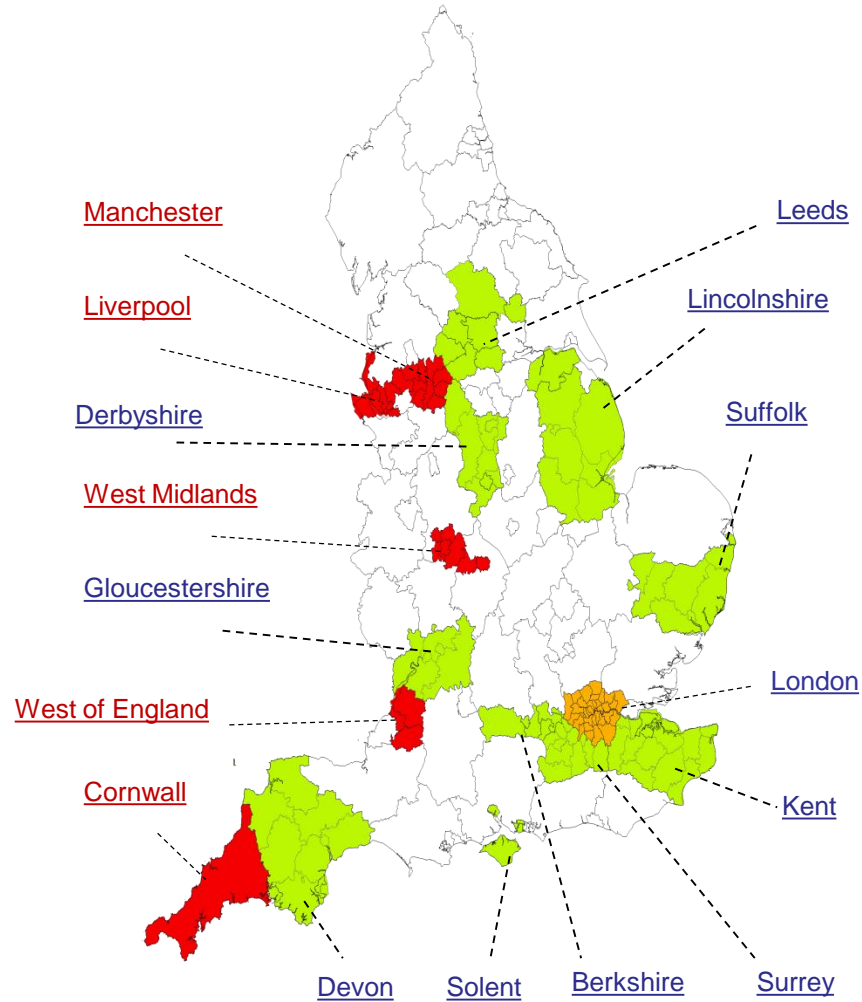 Manchester
Leeds
Liverpool
Lincolnshire
Derbyshire
Suffolk
West Midlands
Gloucestershire
London
West of England
Cornwall
Kent
Devon
Solent
Berkshire
Surrey